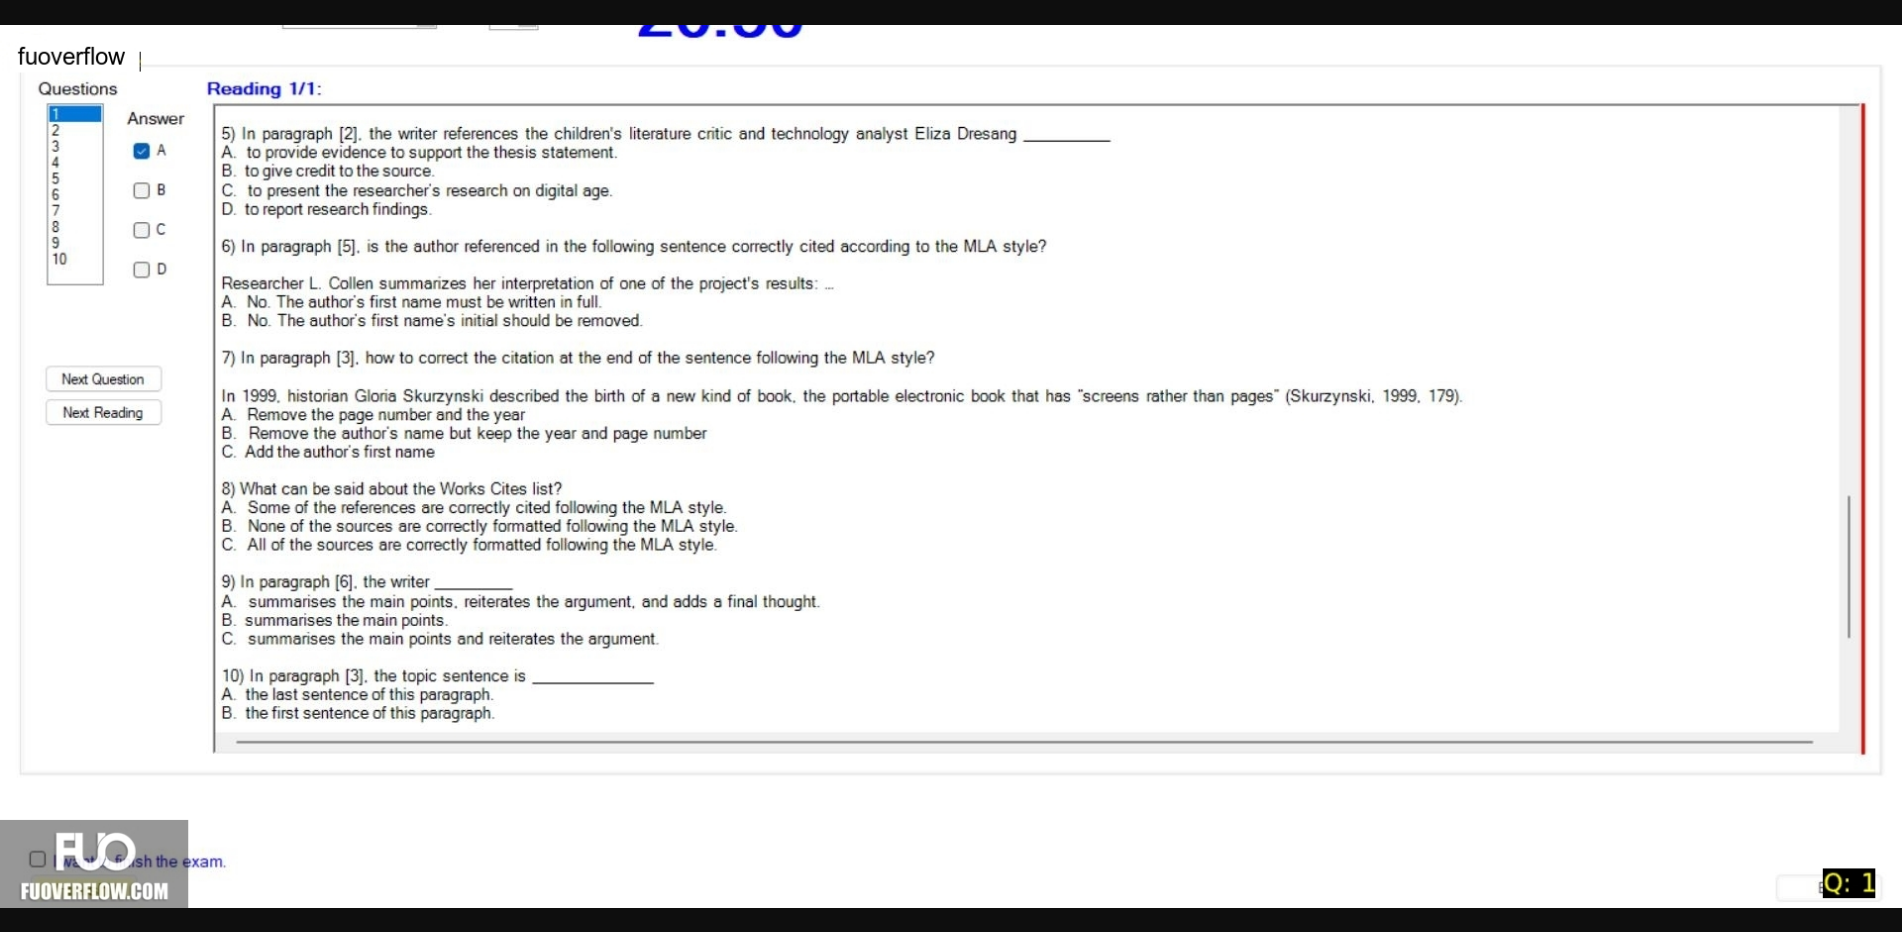 fuoverflow
Questions
Reading 1/1:
1
2
3
4
5
6
7
8
9
10
Answer
A
B
C
D
Next Question
Next Reading
5) In paragraph [2], the writer references the children's literature critic and technology analyst Eliza Dresang __________
A. to provide evidence to support the thesis statement.
B. to give credit to the source.
C. to present the researcher's research on digital age.
D. to report research findings.
6) In paragraph [5], is the author referenced in the following sentence correctly cited according to the MLA style?
Researcher L. Collen summarizes her interpretation of one of the project's results: ...
A. No. The author's first name must be written in full.
B. No. The author's first name's initial should be removed.
7) In paragraph [3], how to correct the citation at the end of the sentence following the MLA style?
In 1999, historian Gloria Skurzynski described the birth of a new kind of book, the portable electronic book that has "screens rather than pages" (Skurzynski, 1999, 179).
A. Remove the page number and the year
B. Remove the author's name but keep the year and page number
C. Add the author's first name
8) What can be said about the Works Cites list?
A. Some of the references are correctly cited following the MLA style.
B. None of the sources are correctly formatted following the MLA style.
C. All of the sources are correctly formatted following the MLA style.
9) In paragraph [6], the writer _________
A. summarises the main points, reiterates the argument, and adds a final thought.
B. summarises the main points.
C. summarises the main points and reiterates the argument.
10) In paragraph [3], the topic sentence is ______________
A. the last sentence of this paragraph.
B. the first sentence of this paragraph.
FUO
the exam.
FUOVERFLOW.COM
Q: 1